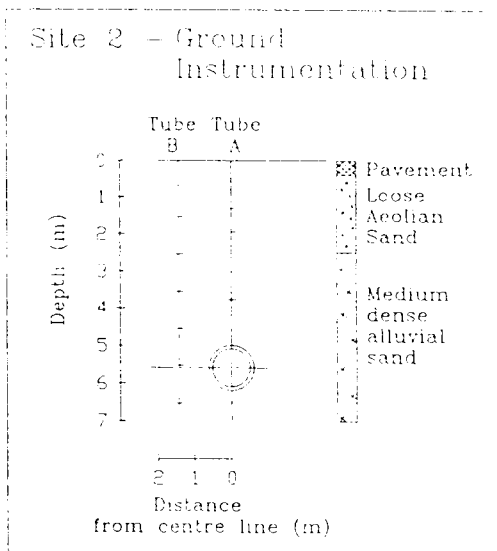 Site 2 - Ground
Instrumentation
Tube Tube
B A
0
1
2
3
4
5
6
7
Depth (m)
Pavement
Loose
Aeolian
Sand
Medium
dense
alluvial
sand
2 1 0
Distance
from centre line (m)